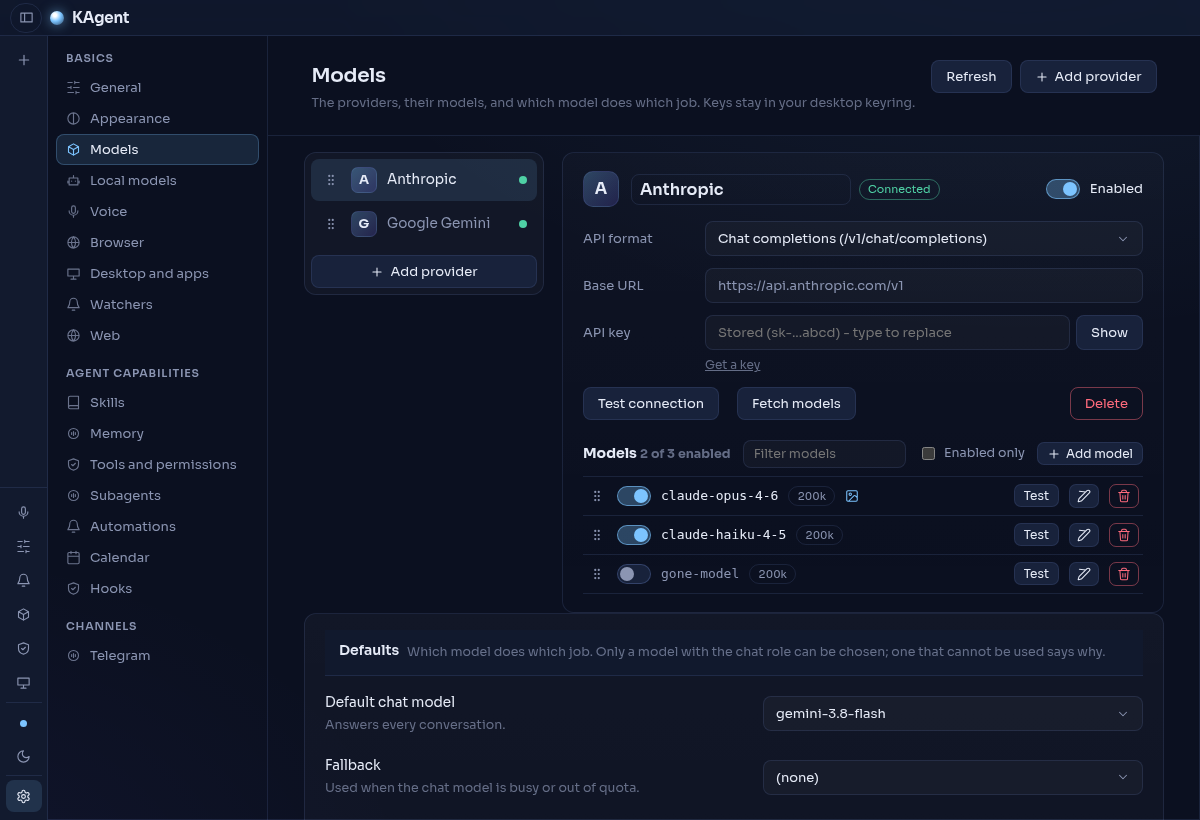 KAgent
BASICS
General
Appearance
Models
Local models
Voice
Browser
Desktop and apps
Watchers
Web
AGENT CAPABILITIES
Skills
Memory
Tools and permissions
Subagents
Automations
Calendar
Hooks
CHANNELS
Telegram
Models
The providers, their models, and which model does which job. Keys stay in your desktop keyring.
Refresh
+ Add provider
A Anthropic
G Google Gemini
+ Add provider
A Anthropic Connected Enabled
API format Chat completions (/v1/chat/completions)
Base URL https://api.anthropic.com/v1
API key Stored (sk-...abcd) - type to replace Show
Get a key
Test connection Fetch models Delete
Models 2 of 3 enabled Filter models Enabled only + Add model
claude-opus-4-6 200k Test
claude-haiku-4-5 200k Test
gone-model 200k Test
Defaults Which model does which job. Only a model with the chat role can be chosen; one that cannot be used says why.
Default chat model
Answers every conversation.
gemini-3.8-flash
Fallback
Used when the chat model is busy or out of quota.
(none)